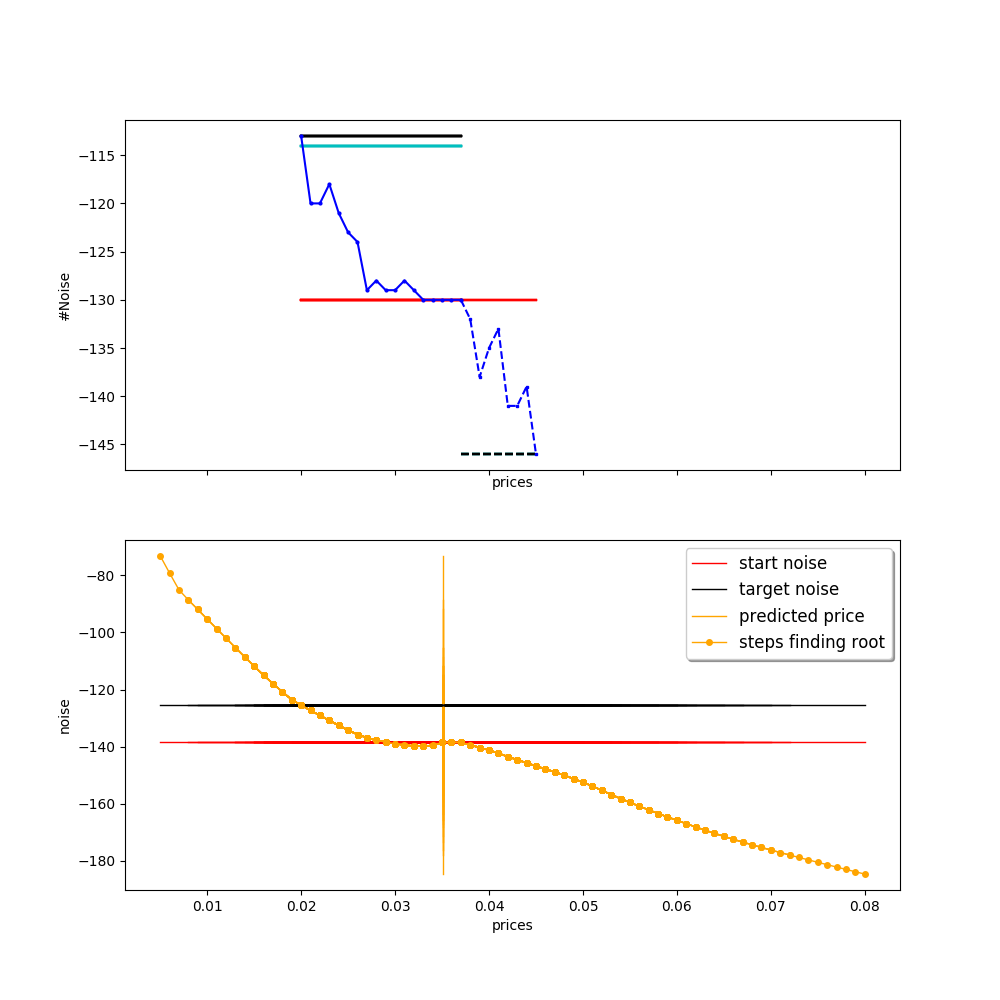 −115
−120
−125
−130
−135
−140
−145
#Noise
prices
start noise
target noise
predicted price
steps finding root
−80
−100
−120
−140
−160
−180
noise
0.01 0.02 0.03 0.04 0.05 0.06 0.07 0.08
prices